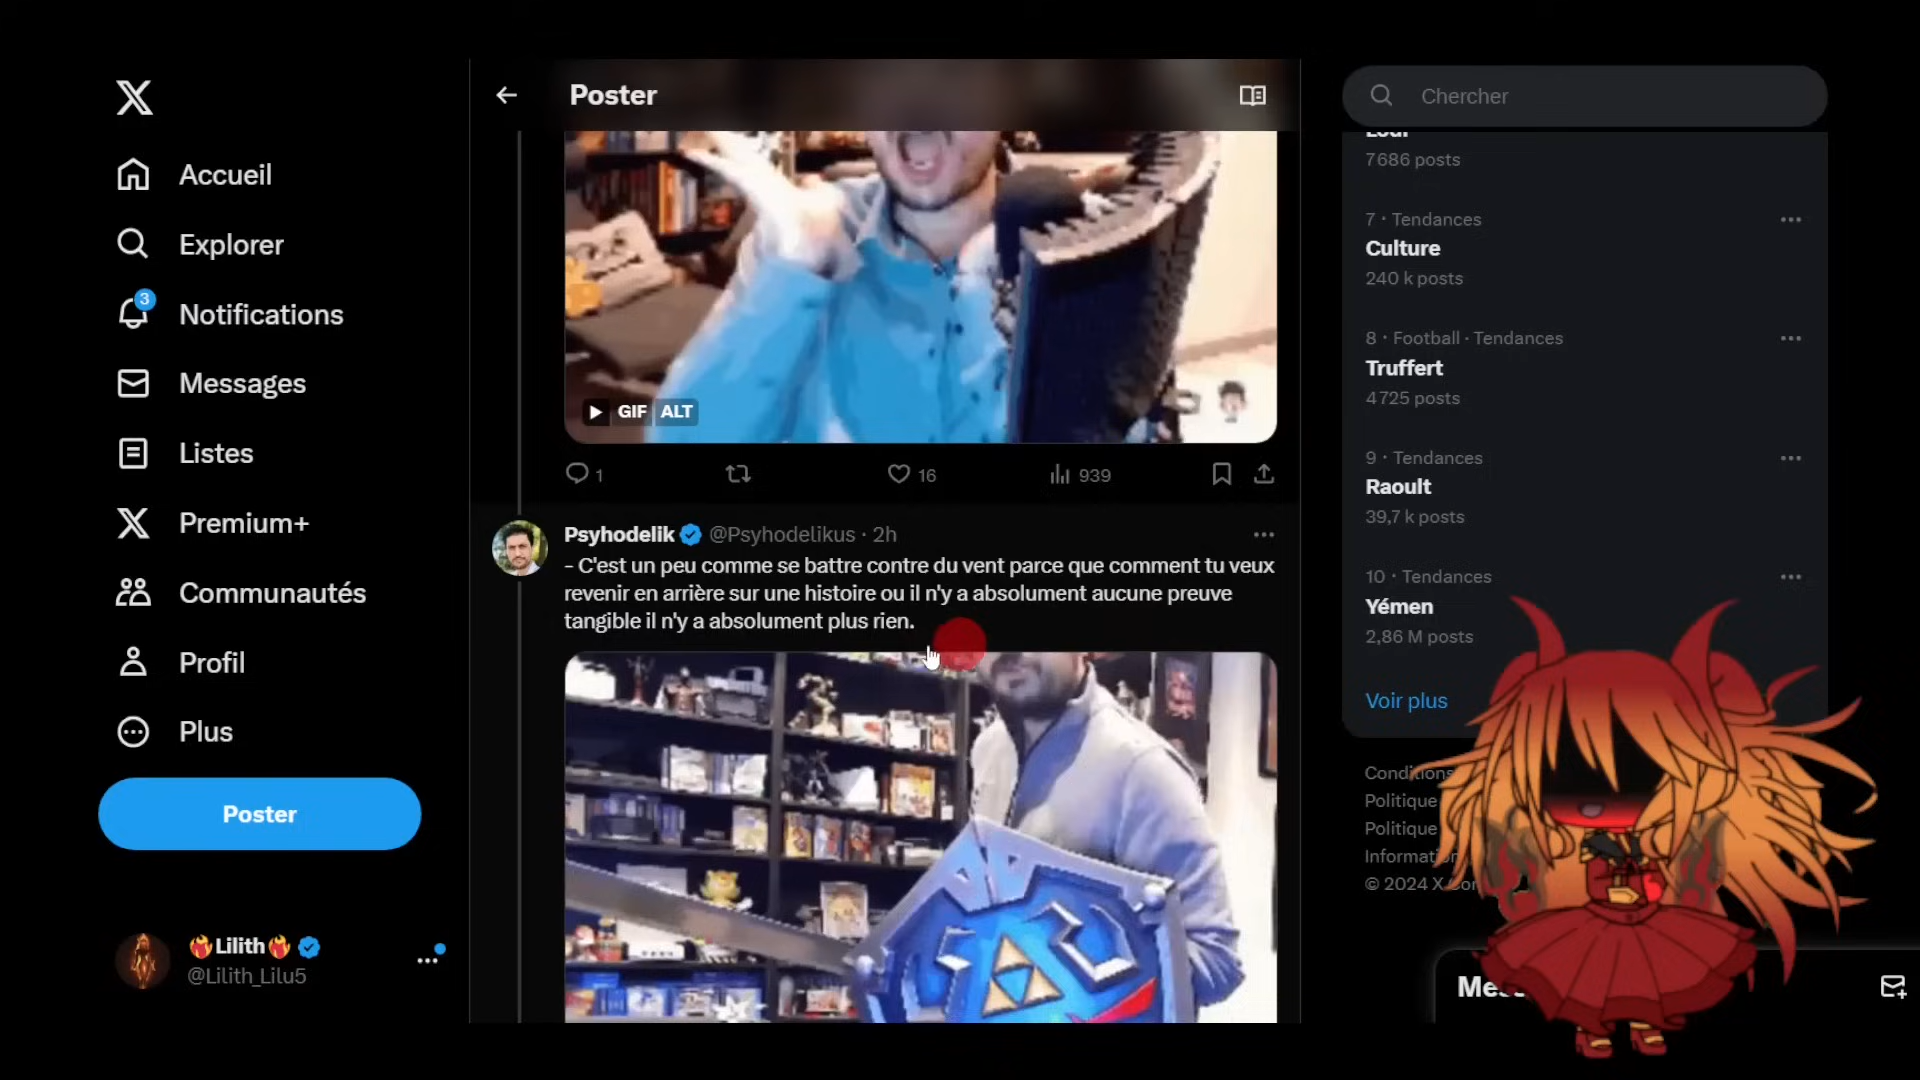 Accueil
Explorer
3
Notifications
Messages
Listes
Premium+
Communautés
Profil
Plus
Poster
🔥Lilith🔥
@Lilith_Lilu5
Poster
GIF ALT
1
16
939
Psyhodelik @Psyhodelikus · 2h
- C'est un peu comme se battre contre du vent parce que comment tu veux
revenir en arrière sur une histoire ou il n'y a absolument aucune preuve
tangible il n'y a absolument plus rien.
Chercher
7686 posts
7 · Tendances
Culture
240 k posts
8 · Football · Tendances
Truffert
4725 posts
9 · Tendances
Raoult
39,7 k posts
10 · Tendances
Yémen
2,86 M posts
Voir plus
Conditions
Politique
Politique
© 2024 X